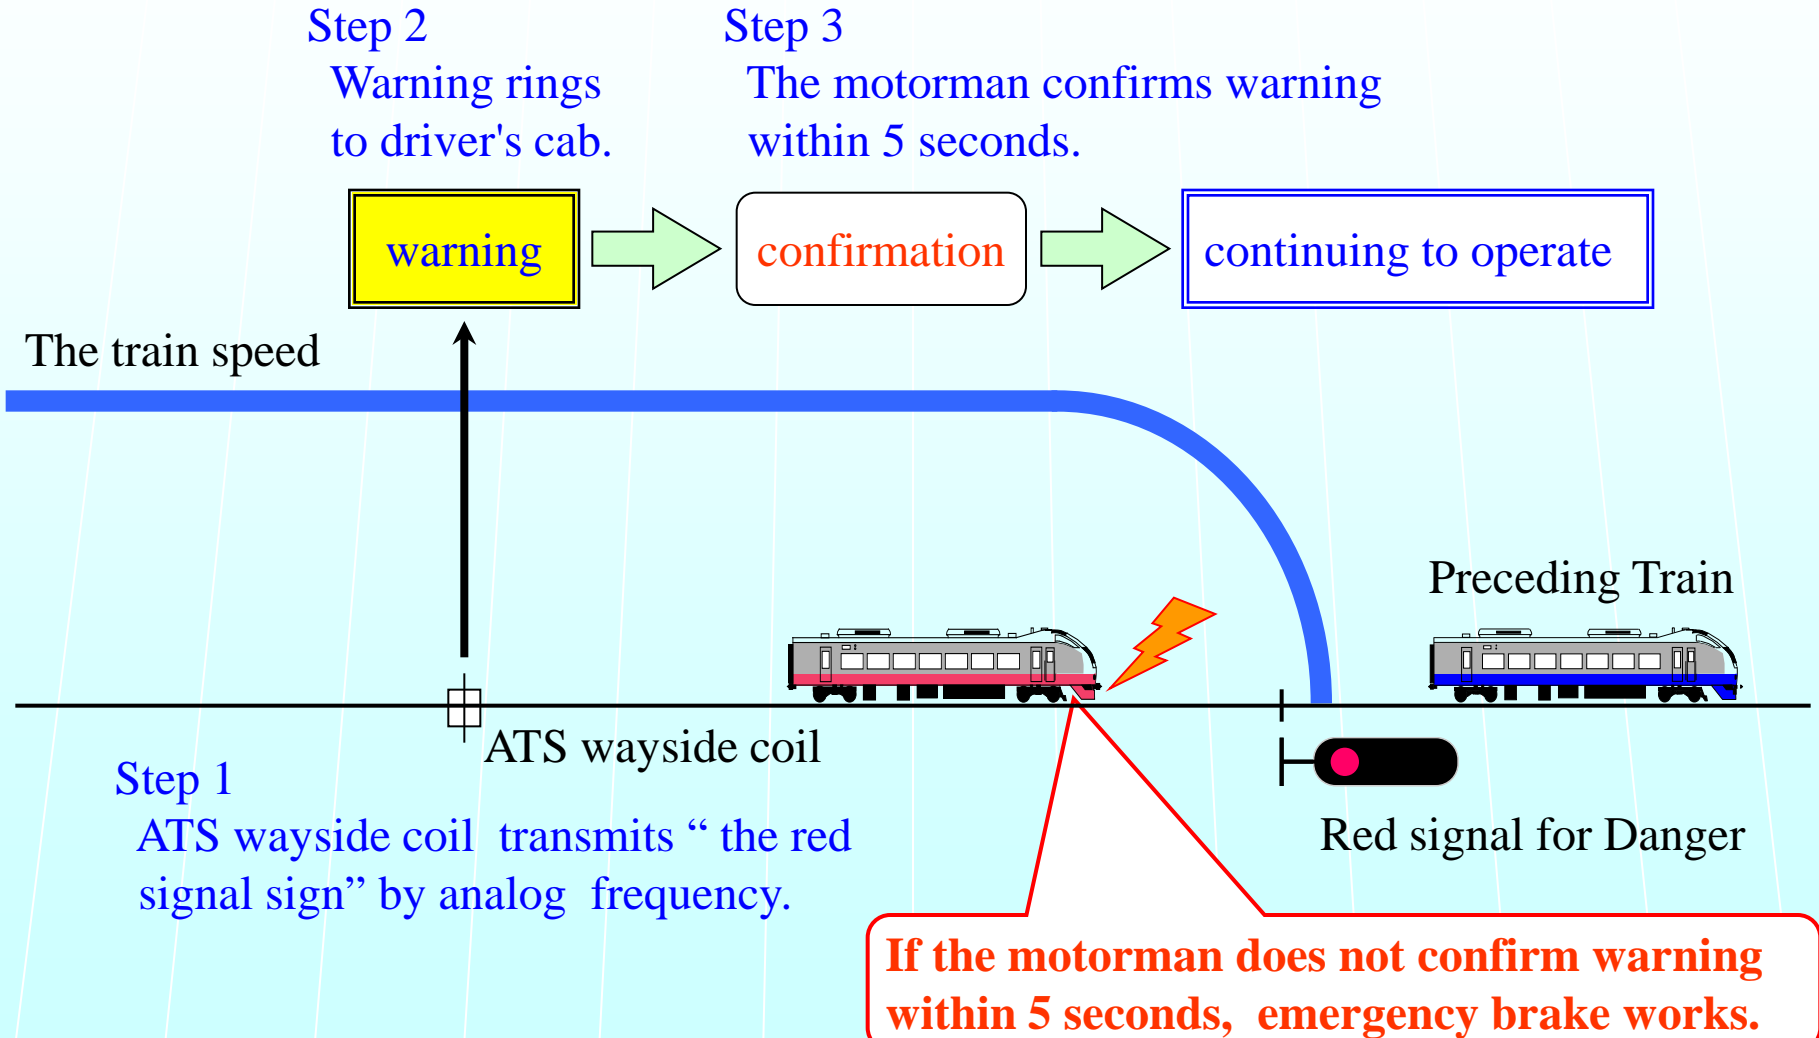 Step 2
Warning rings
to driver's cab.
Step 3
The motorman confirms warning
within 5 seconds.
warning
confirmation
continuing to operate
The train speed
Preceding Train
ATS wayside coil
Step 1
ATS wayside coil  transmits “ the red
signal sign” by analog  frequency.
Red signal for Danger
If the motorman does not confirm warning
within 5 seconds,  emergency brake works.